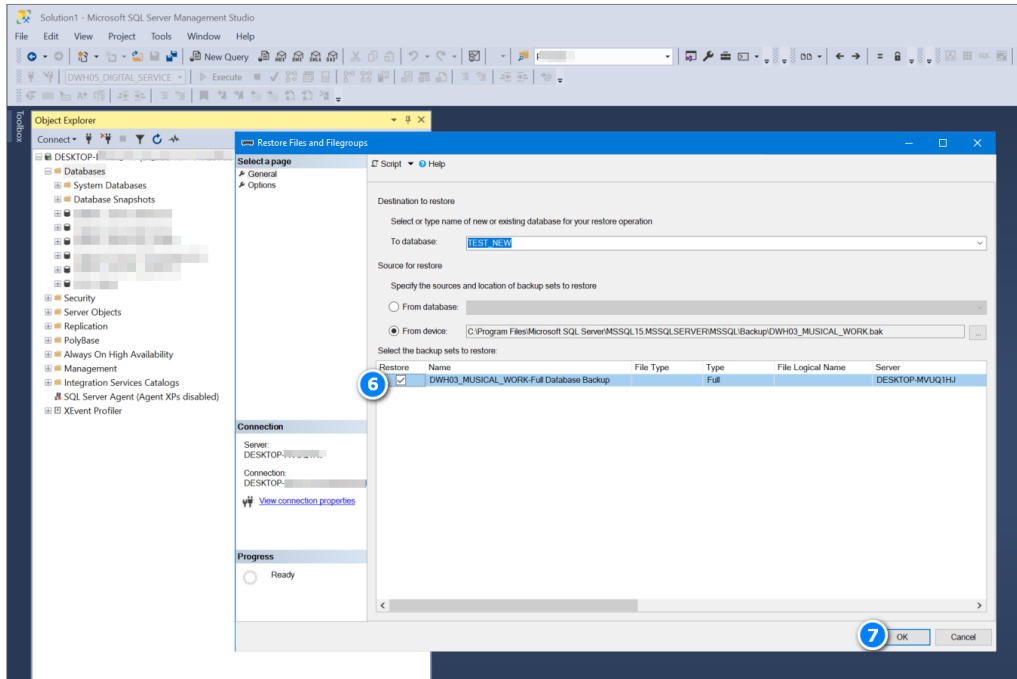 Solution1 - Microsoft SQL Server Management Studio
File Edit View Project Tools Window Help
New Query
DWH05_DIGITAL_SERVICE Execute
Toolbox
Object Explorer
Connect
DESKTOP-
Databases
System Databases
Database Snapshots
Security
Server Objects
Replication
PolyBase
Always On High Availability
Management
Integration Services Catalogs
SQL Server Agent (Agent XPs disabled)
XEvent Profiler
Restore Files and Filegroups
Select a page
General
Options
Connection
Server:
DESKTOP-
Connection:
DESKTOP-
View connection properties
Progress
Ready
Script Help
Destination to restore
Select or type name of new or existing database for your restore operation
To database: TEST_NEW
Source for restore
Specify the sources and location of backup sets to restore
From database:
From device: C:\Program Files\Microsoft SQL Server\MSSQL15.MSSQLSERVER\MSSQL\Backup\DWH03_MUSICAL_WORK.bak ...
Select the backup sets to restore:
Restore Name File Type Type File Logical Name Server
6 DWH03_MUSICAL_WORK-Full Database Backup Full DESKTOP-MVUQ1HJ
7 OK Cancel